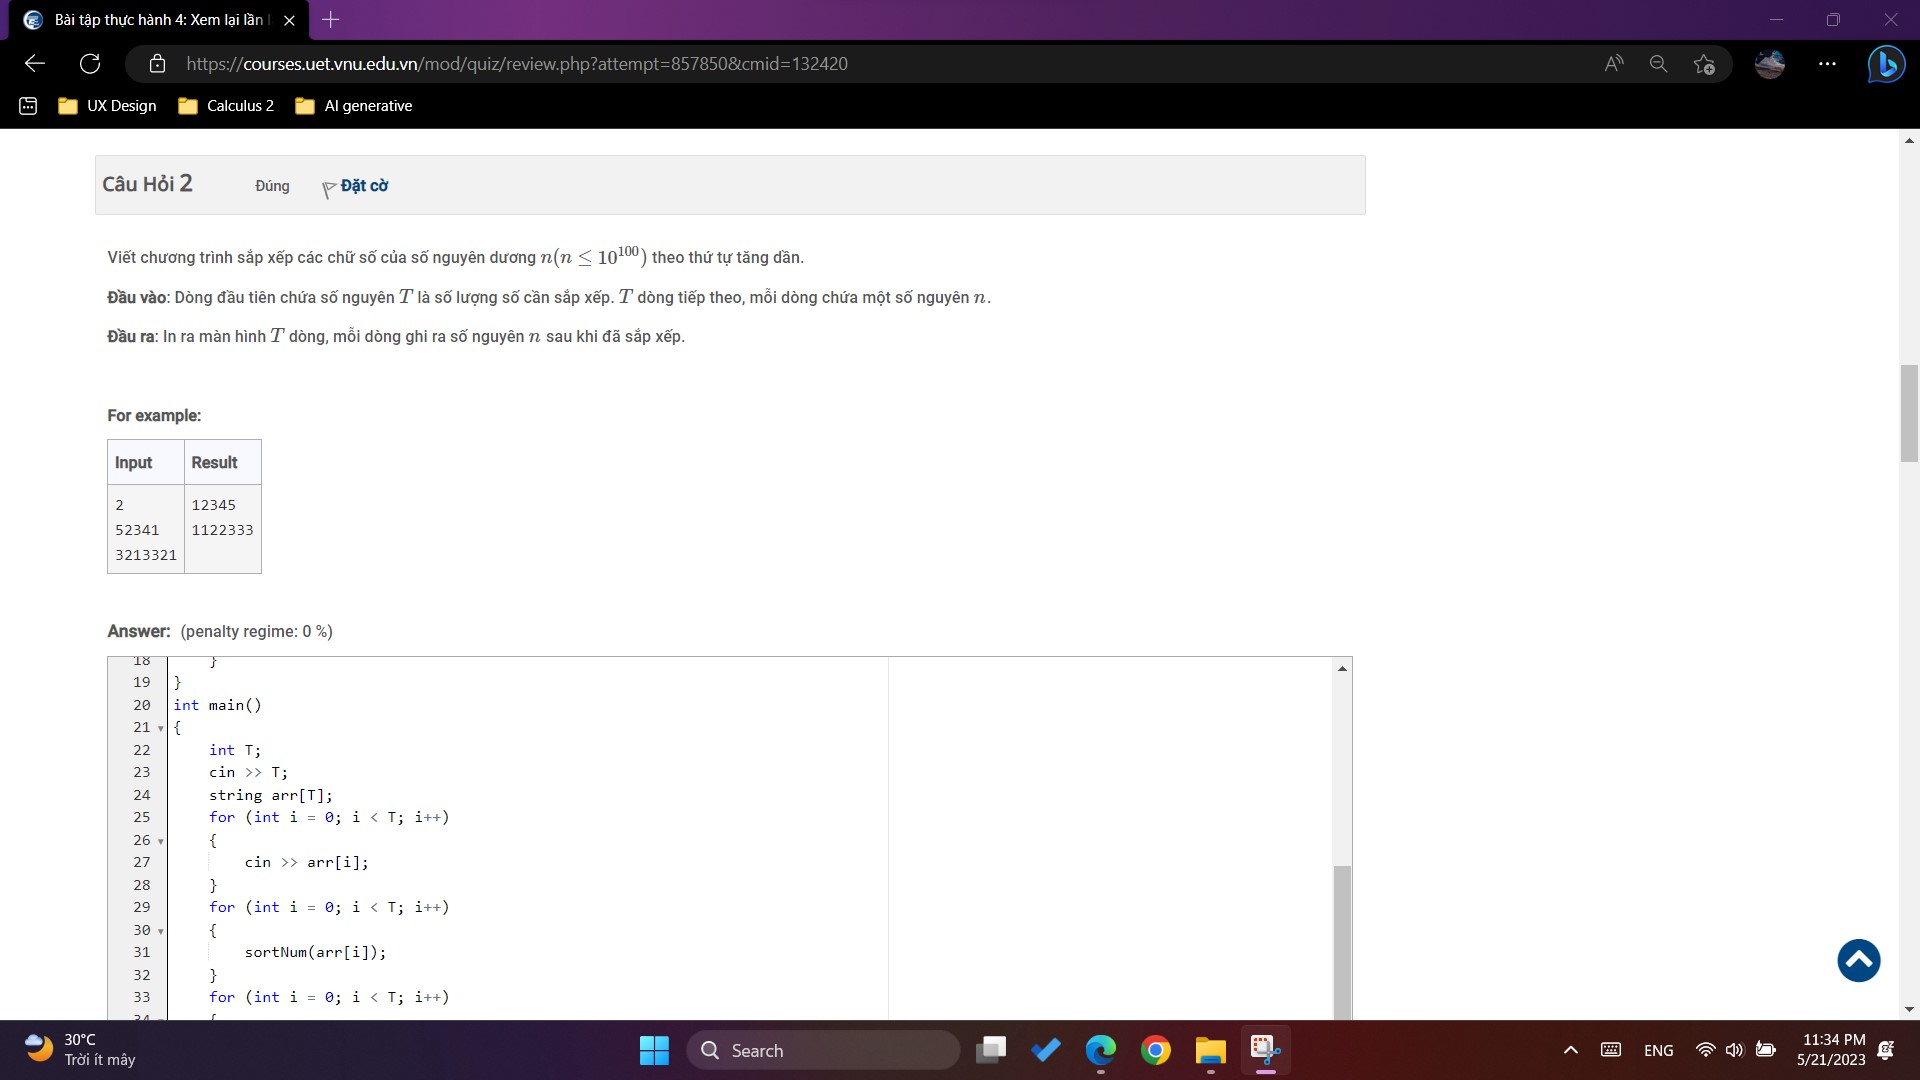 Bài tập thực hành 4: Xem lại lần l
https://courses.uet.vnu.edu.vn/mod/quiz/review.php?attempt=857850&cmid=132420
UX Design
Calculus 2
AI generative
Câu Hỏi 2
Đúng
Đặt cờ
Viết chương trình sắp xếp các chữ số của số nguyên dương n(n ≤ 10^100) theo thứ tự tăng dần.
Đầu vào: Dòng đầu tiên chứa số nguyên T là số lượng số cần sắp xếp. T dòng tiếp theo, mỗi dòng chứa một số nguyên n.
Đầu ra: In ra màn hình T dòng, mỗi dòng ghi ra số nguyên n sau khi đã sắp xếp.
For example:
Input Result
2 12345
52341 1122333
3213321
Answer: (penalty regime: 0 %)
18 }
19 }
20 int main()
21 {
22 int T;
23 cin >> T;
24 string arr[T];
25 for (int i = 0; i < T; i++)
26 {
27 cin >> arr[i];
28 }
29 for (int i = 0; i < T; i++)
30 {
31 sortNum(arr[i]);
32 }
33 for (int i = 0; i < T; i++)
34 {
30°C
Trời ít mây
Search
ENG
11:34 PM
5/21/2023